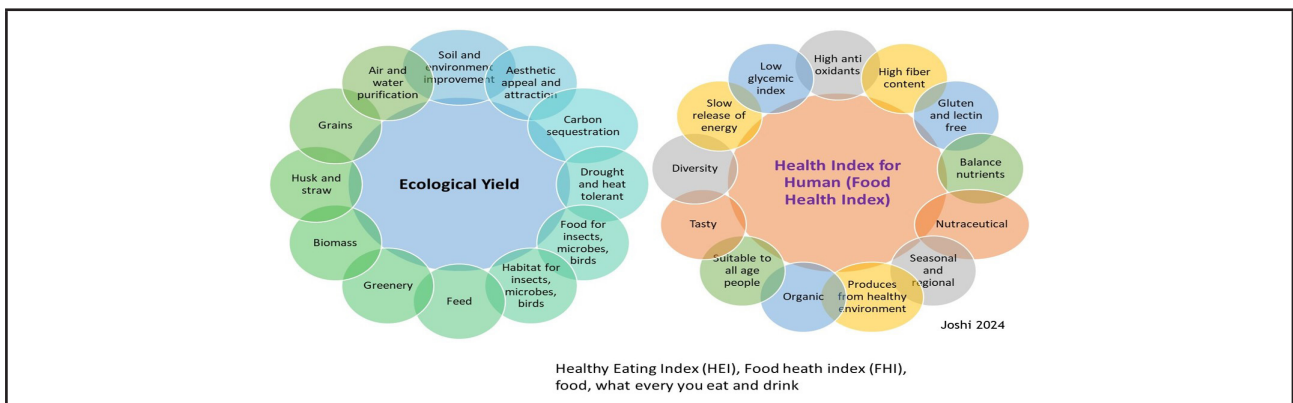 Soil and
environment
improvement
Aesthetic
appeal and
attraction
Carbon
sequestration
Drought
and heat
tolerant
Food for
insects,
microbes,
birds
Habitat for
insects,
microbes,
birds
Feed
Greenery
Biomass
Husk and
straw
Grains
Air and
water
purification
Ecological Yield
High anti
oxidants
High fiber
content
Gluten
and lectin
free
Balance
nutrients
Nutraceutical
Seasonal
and
regional
Produces
from healthy
environment
Organic
Suitable to
all age
people
Tasty
Diversity
Slow
release of
energy
Low
glycemic
index
Health Index for
Human (Food
Health Index)
Joshi 2024
Healthy Eating Index (HEI), Food heath index (FHI),
food, what every you eat and drink